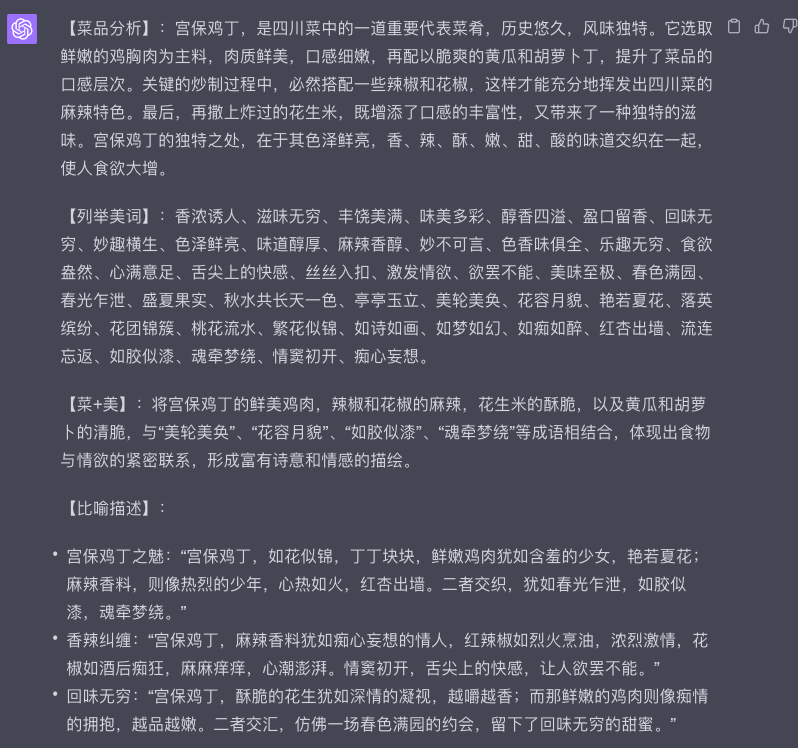 【菜品分析】：宫保鸡丁，是四川菜中的一道重要代表菜肴，历史悠久，风味独特。它选取
鲜嫩的鸡胸肉为主料，肉质鲜美，口感细嫩，再配以脆爽的黄瓜和胡萝卜丁，提升了菜品的
口感层次。关键的炒制过程中，必然搭配一些辣椒和花椒，这样才能充分地挥发出四川菜的
麻辣特色。最后，再撒上炸过的花生米，既增添了口感的丰富性，又带来了一种独特的滋
味。宫保鸡丁的独特之处，在于其色泽鲜亮，香、辣、酥、嫩、甜、酸的味道交织在一起，
使人食欲大增。
【列举美词】：香浓诱人、滋味无穷、丰饶美满、味美多彩、醇香四溢、盈口留香、回味无
穷、妙趣横生、色泽鲜亮、味道醇厚、麻辣香醇、妙不可言、色香味俱全、乐趣无穷、食欲
盎然、心满意足、舌尖上的快感、丝丝入扣、激发情欲、欲罢不能、美味至极、春色满园、
春光乍泄、盛夏果实、秋水共长天一色、亭亭玉立、美轮美奂、花容月貌、艳若夏花、落英
缤纷、花团锦簇、桃花流水、繁花似锦、如诗如画、如梦如幻、如痴如醉、红杏出墙、流连
忘返、如胶似漆、魂牵梦绕、情窦初开、痴心妄想。
【菜+美】：将宫保鸡丁的鲜美鸡肉，辣椒和花椒的麻辣，花生米的酥脆，以及黄瓜和胡萝
卜的清脆，与“美轮美奂”、“花容月貌”、“如胶似漆”、“魂牵梦绕”等成语相结合，体现出食物
与情欲的紧密联系，形成富有诗意和情感的描绘。
【比喻描述】：
• 宫保鸡丁之魅：“宫保鸡丁，如花似锦，丁丁块块，鲜嫩鸡肉犹如含羞的少女，艳若夏花；
麻辣香料，则像热烈的少年，心热如火，红杏出墙。二者交织，犹如春光乍泄，如胶似
漆，魂牵梦绕。”
• 香辣纠缠：“宫保鸡丁，麻辣香料犹如痴心妄想的情人，红辣椒如烈火烹油，浓烈激情，花
椒如酒后痴狂，麻麻痒痒，心潮澎湃。情窦初开，舌尖上的快感，让人欲罢不能。”
• 回味无穷：“宫保鸡丁，酥脆的花生犹如深情的凝视，越嚼越香；而那鲜嫩的鸡肉则像痴情
的拥抱，越品越嫩。二者交汇，仿佛一场春色满园的约会，留下了回味无穷的甜蜜。”